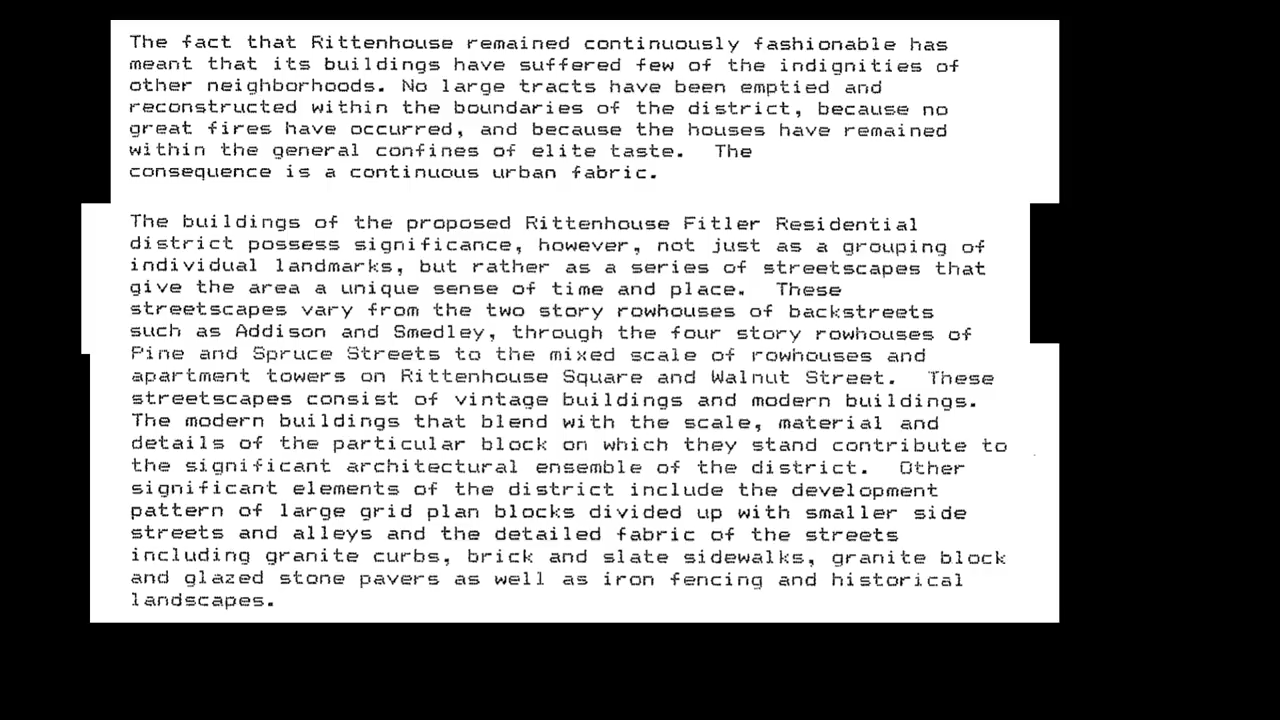 The fact that Rittenhouse remained continuously fashionable has
meant that its buildings have suffered few of the indignities of
other neighborhoods. No large tracts have been emptied and
reconstructed within the boundaries of the district, because no
great fires have occurred, and because the houses have remained
within the general confines of elite taste. The
consequence is a continuous urban fabric.
The buildings of the proposed Rittenhouse Fitler Residential
district possess significance, however, not just as a grouping of
individual landmarks, but rather as a series of streetscapes that
give the area a unique sense of time and place. These
streetscapes vary from the two story rowhouses of backstreets
such as Addison and Smedley, through the four story rowhouses of
Pine and Spruce Streets to the mixed scale of rowhouses and
apartment towers on Rittenhouse Square and Walnut Street. These
streetscapes consist of vintage buildings and modern buildings.
The modern buildings that blend with the scale, material and
details of the particular block on which they stand contribute to
the significant architectural ensemble of the district. Other
significant elements of the district include the development
pattern of large grid plan blocks divided up with smaller side
streets and alleys and the detailed fabric of the streets
including granite curbs, brick and slate sidewalks, granite block
and glazed stone pavers as well as iron fencing and historical
landscapes.